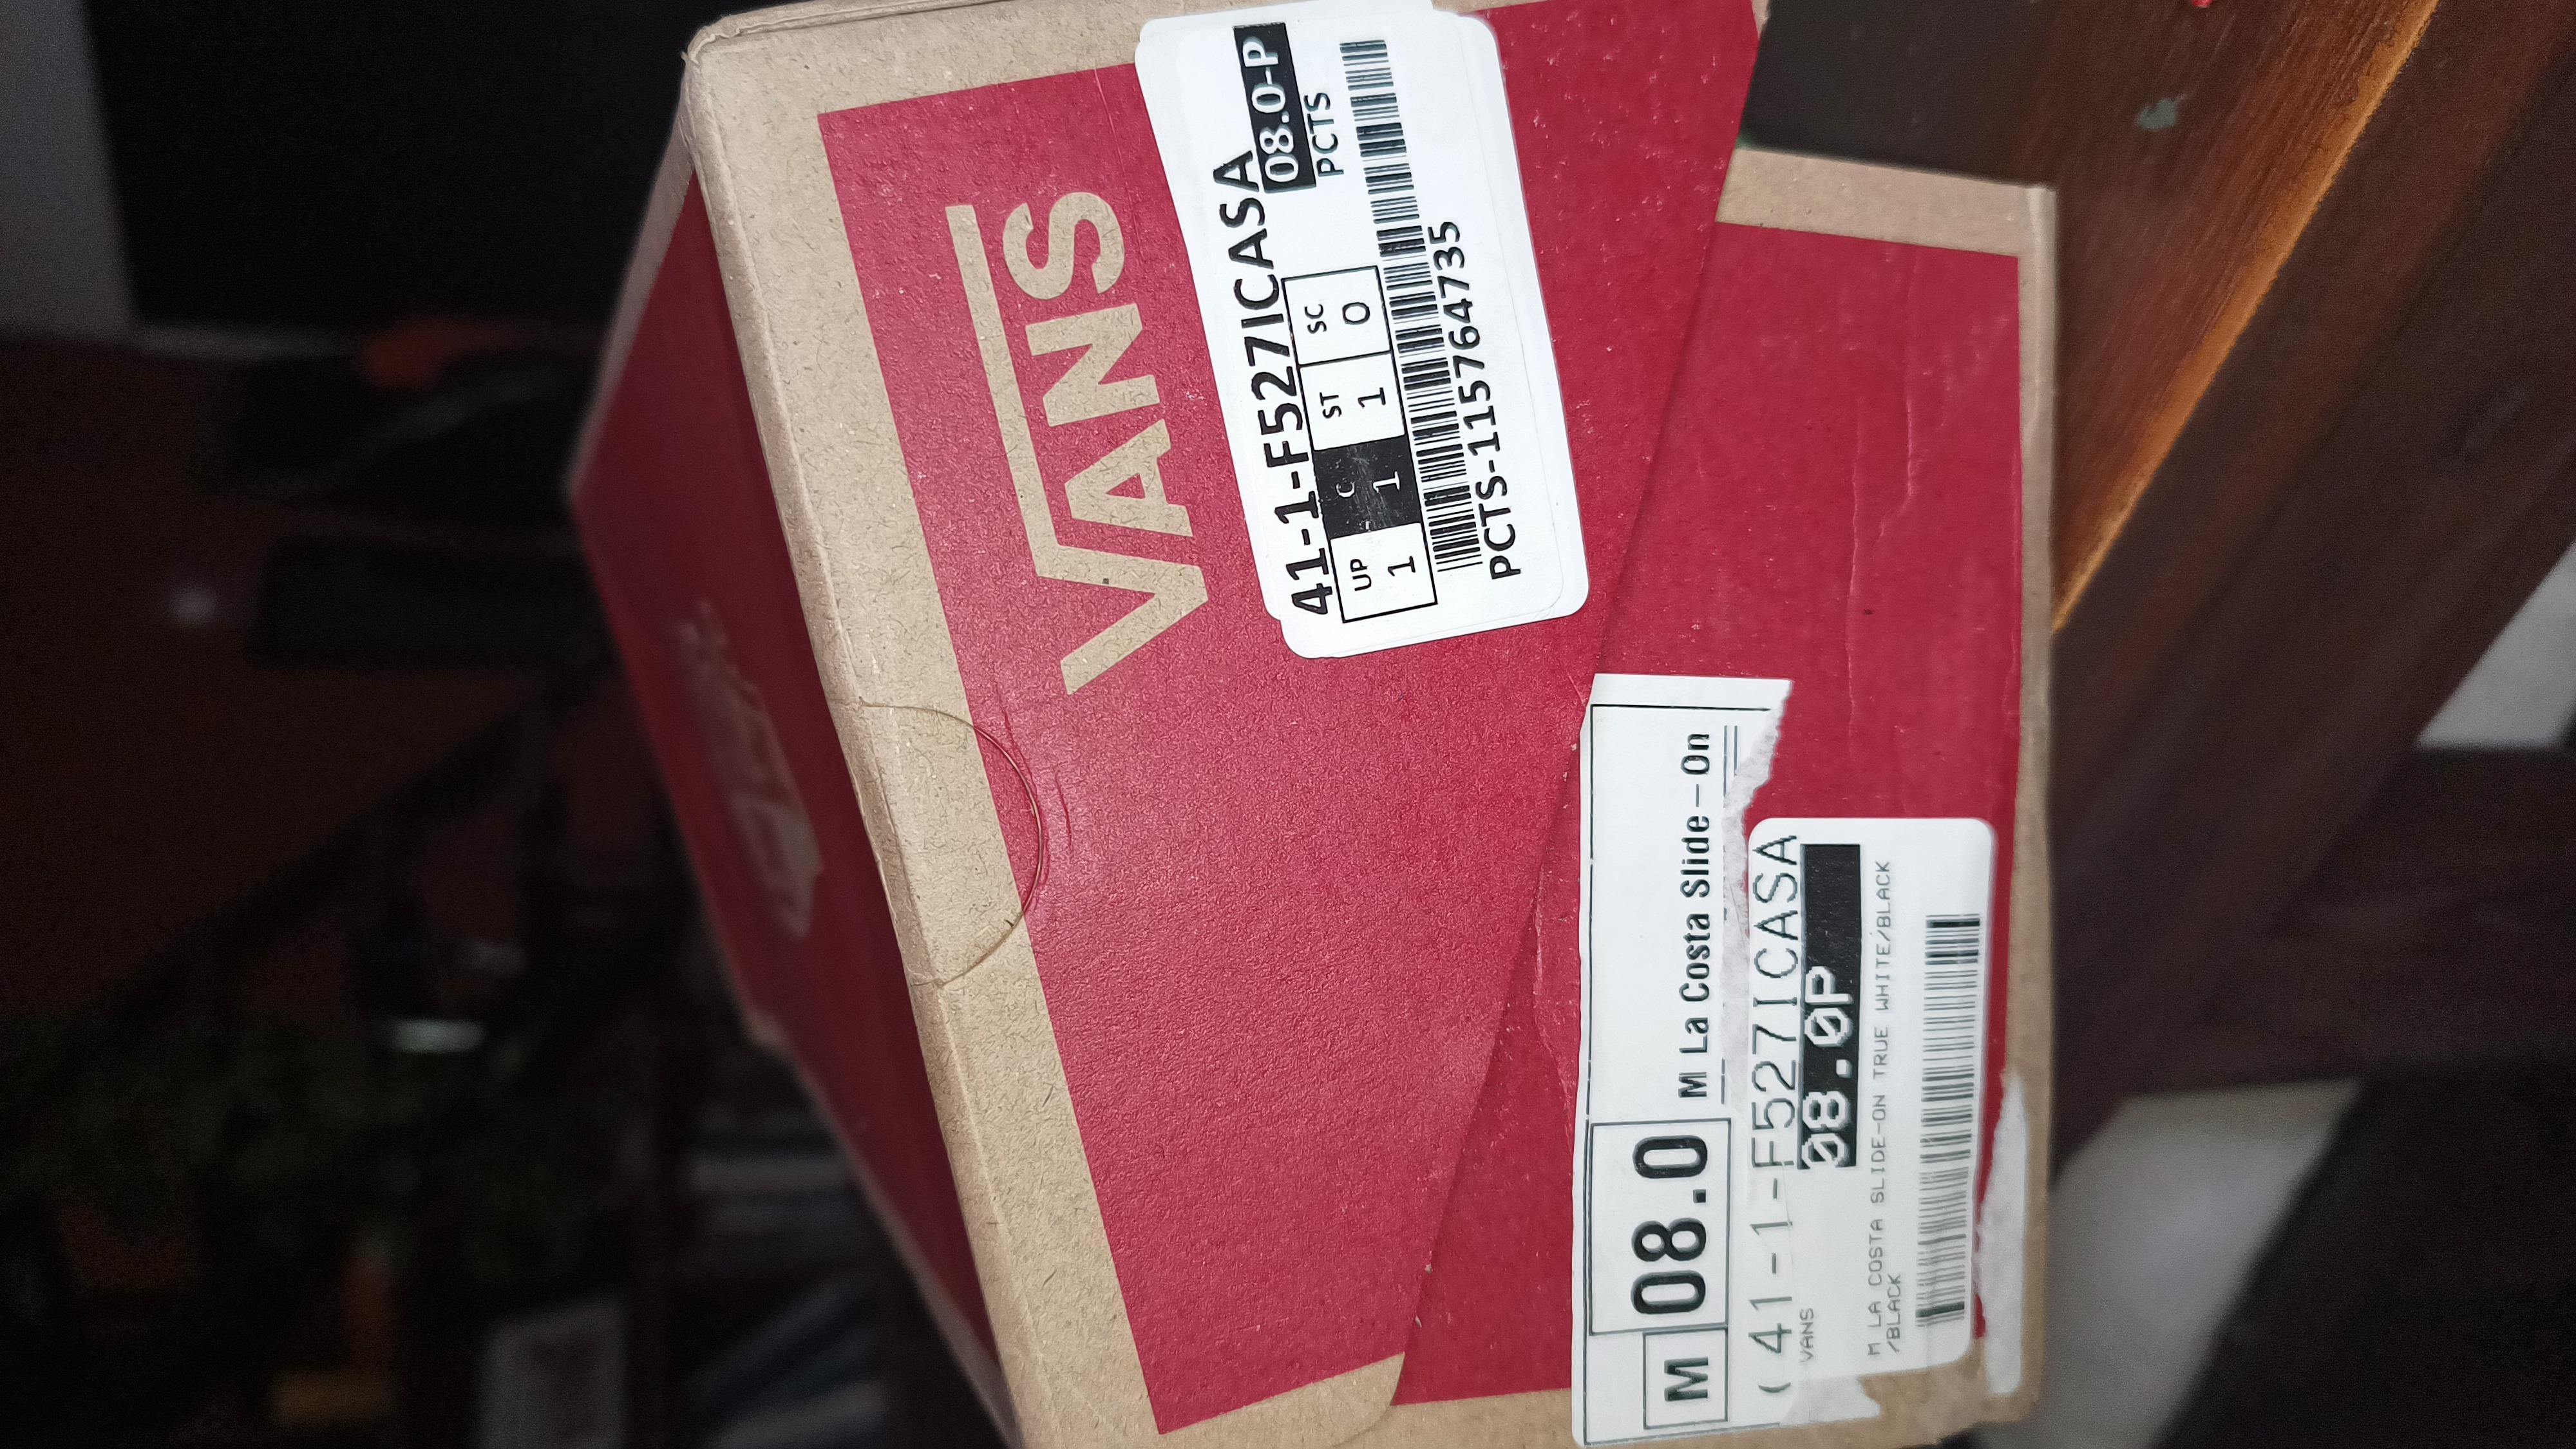 VANS
41-1-F527ICASA
08.0-P
PCTS
UP C ST SC
1 1 1 0
PCTS-115764735
M 08.0 M La Costa Slide-On
(41-1-F527ICASA
VANS 08.0P
M LA COSTA SLIDE-ON TRUE WHITE/BLACK
/BLACK